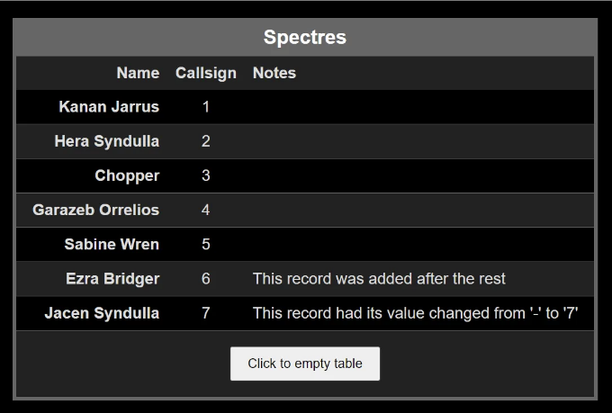 Spectres
Name Callsign Notes
Kanan Jarrus 1
Hera Syndulla 2
Chopper 3
Garazeb Orrelios 4
Sabine Wren 5
Ezra Bridger 6 This record was added after the rest
Jacen Syndulla 7 This record had its value changed from '-' to '7'
Click to empty table